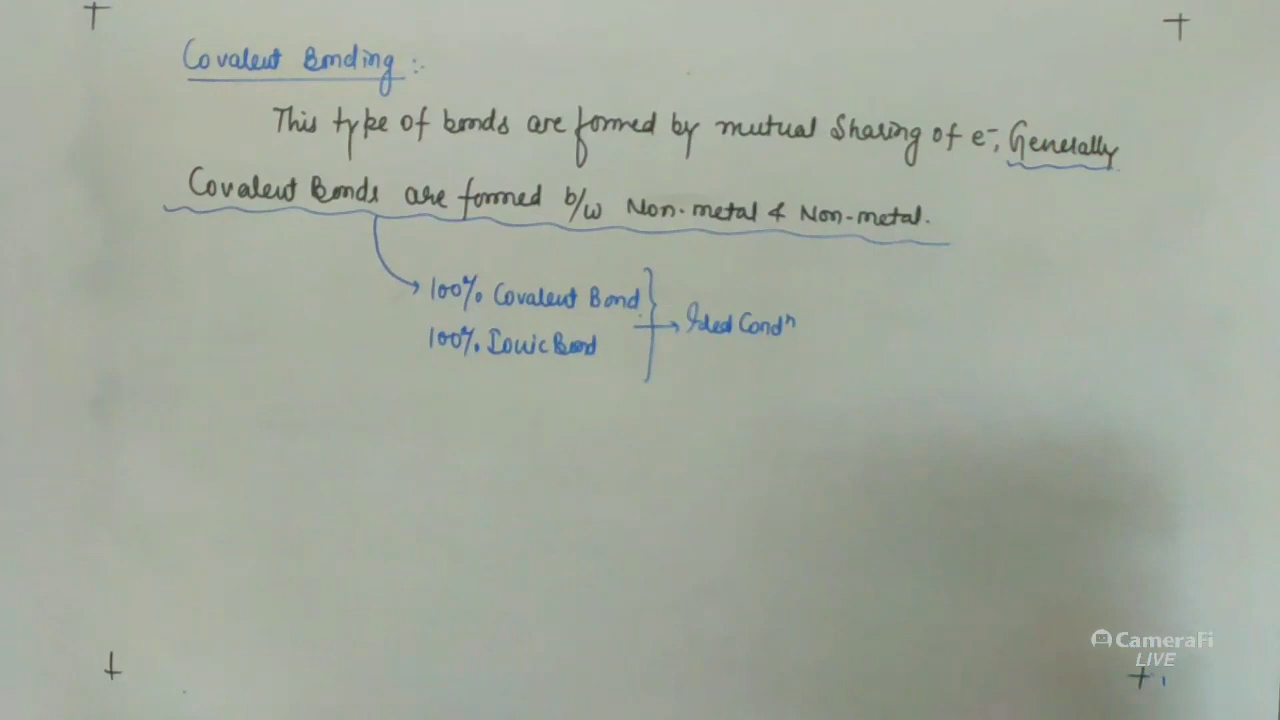 Covalent Bonding :-
This type of bonds are formed by mutual sharing of e-, Generally
Covalent Bonds are formed b/w Non-metal & Non-metal.
100% Covalent Bond
100% Ionic Bond
→ Ideal Condn
CameraFi
LIVE